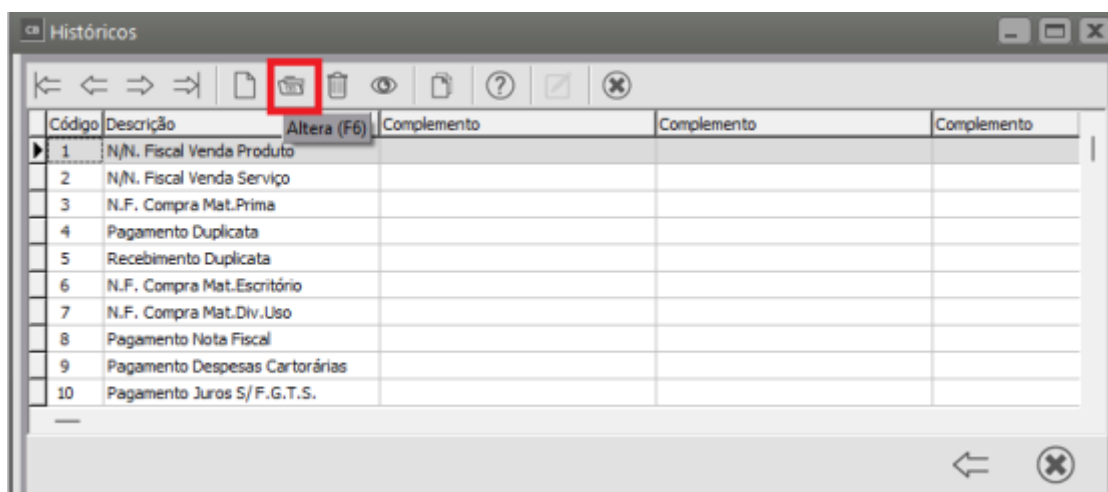 CB Históricos
Altera (F6)
Código Descrição Complemento Complemento Complemento
1 N/N. Fiscal Venda Produto
2 N/N. Fiscal Venda Serviço
3 N.F. Compra Mat.Prima
4 Pagamento Duplicata
5 Recebimento Duplicata
6 N.F. Compra Mat.Escritório
7 N.F. Compra Mat.Div.Uso
8 Pagamento Nota Fiscal
9 Pagamento Despesas Cartorárias
10 Pagamento Juros S/F.G.T.S.